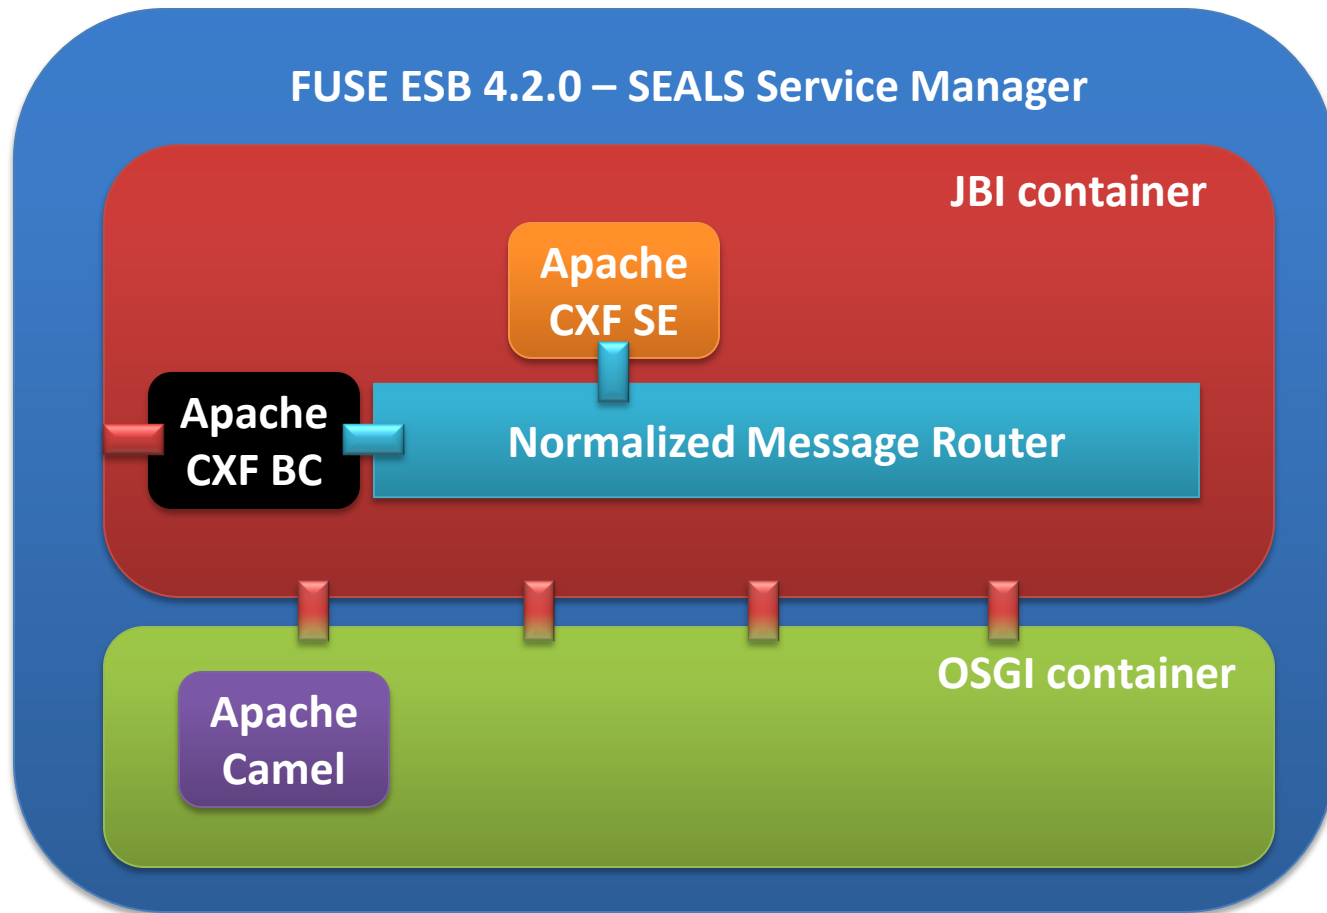 FUSE ESB 4.2.0 – SEALS Service Manager
JBI container
Apache
CXF SE
Apache
CXF BC
Normalized Message Router
OSGI container
Apache
Camel